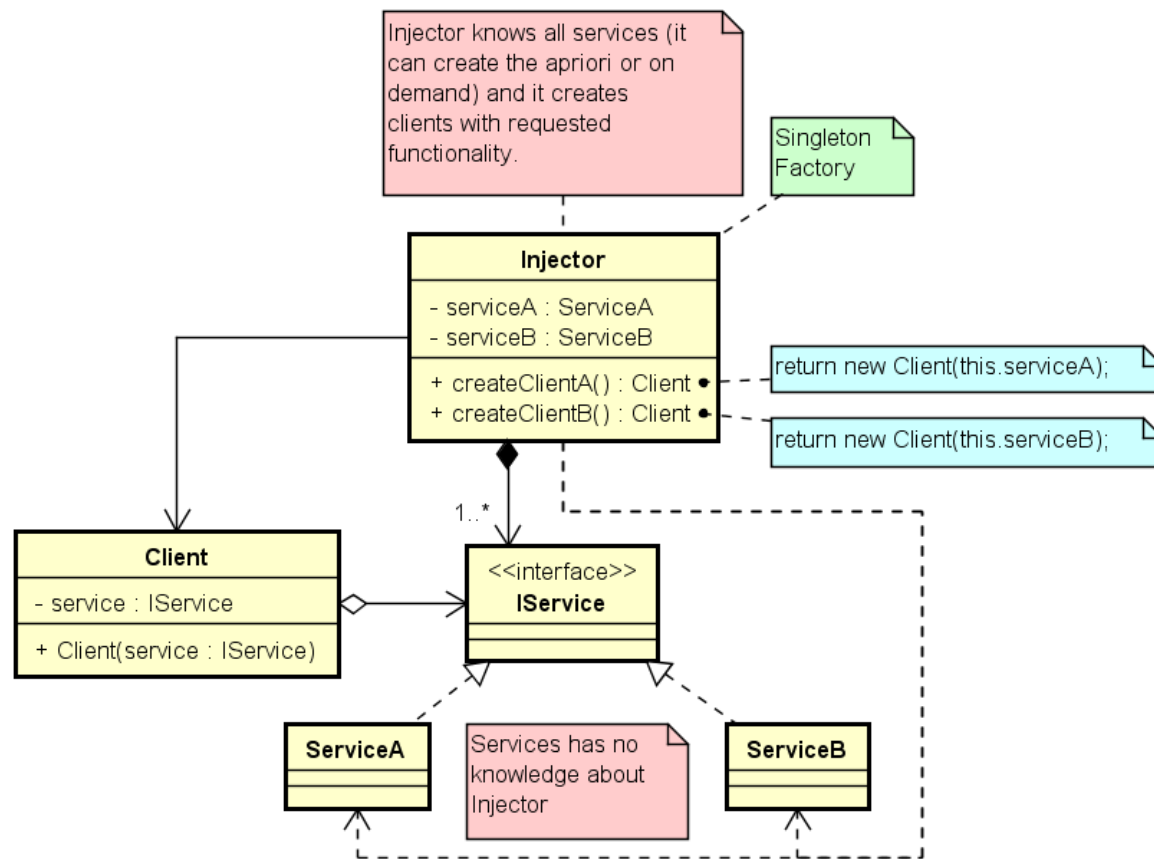 Injector knows all services (it
can create the apriori or on
demand) and it creates
clients with requested
functionality.
Singleton
Factory
Injector
- serviceA : ServiceA
- serviceB : ServiceB
+ createClientA() : Client
+ createClientB() : Client
return new Client(this.serviceA);
return new Client(this.serviceB);
1..*
Client
- service : IService
+ Client(service : IService)
<<interface>>
IService
ServiceA
Services has no
knowledge about
Injector
ServiceB